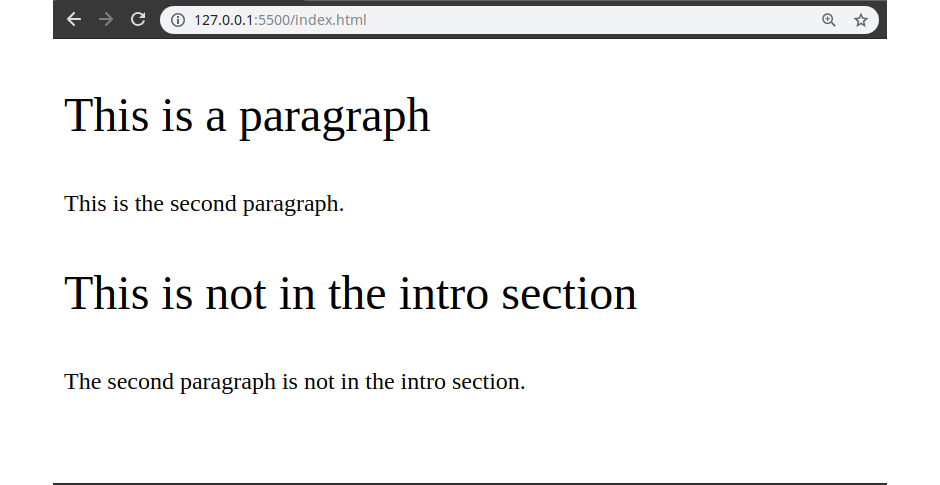 127.0.0.1:5500/index.html
This is a paragraph
This is the second paragraph.
This is not in the intro section
The second paragraph is not in the intro section.